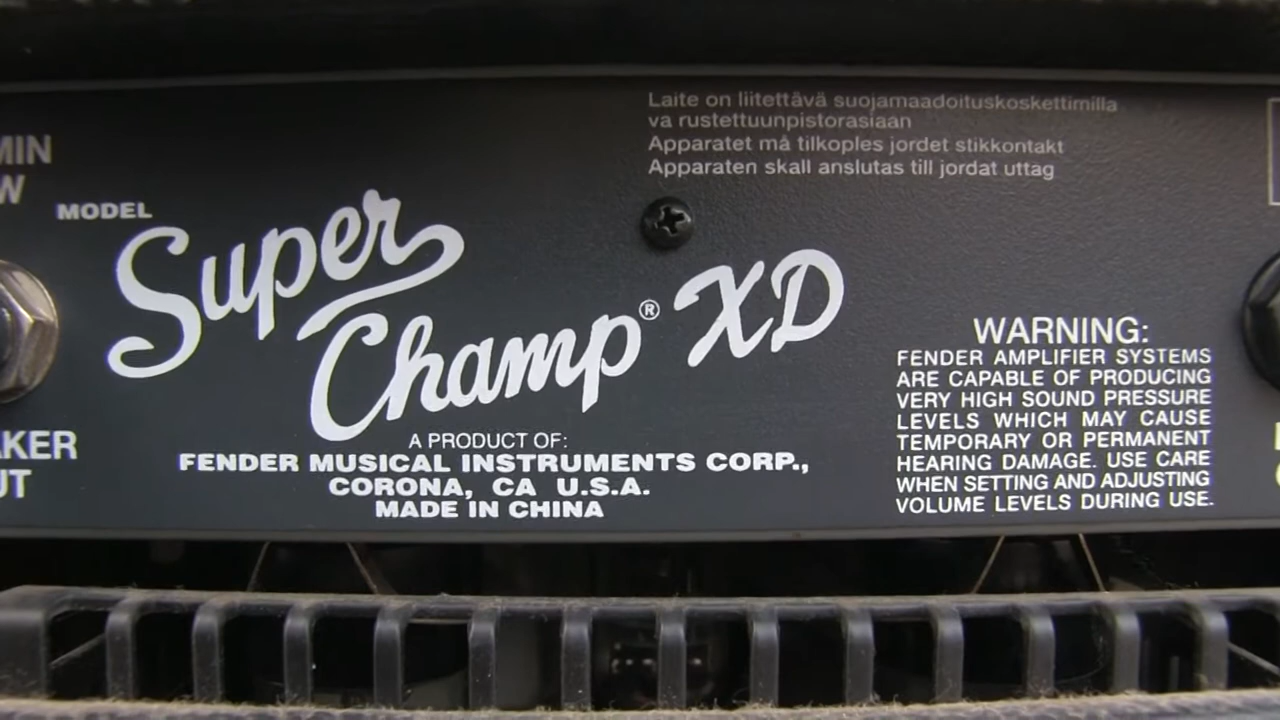 Laite on liitettävä suojamaadoituskoskettimilla
va rustettuunpistorasiaan
Apparatet må tilkoples jordet stikkontakt
Apparaten skall anslutas till jordat uttag
MIN
W
MODEL
Super
Champ® XD
AKER
UT
A PRODUCT OF:
FENDER MUSICAL INSTRUMENTS CORP.,
CORONA, CA U.S.A.
MADE IN CHINA
WARNING:
FENDER AMPLIFIER SYSTEMS
ARE CAPABLE OF PRODUCING
VERY HIGH SOUND PRESSURE
LEVELS WHICH MAY CAUSE
TEMPORARY OR PERMANENT
HEARING DAMAGE. USE CARE
WHEN SETTING AND ADJUSTING
VOLUME LEVELS DURING USE.